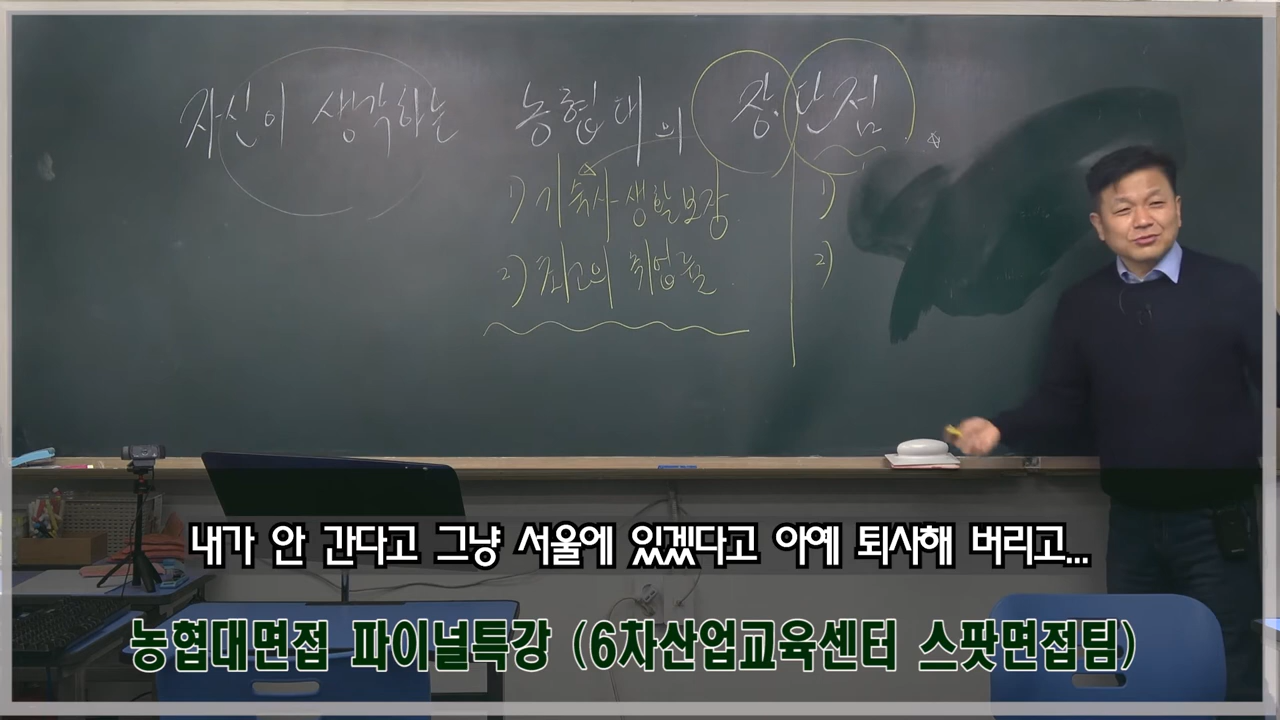 자신이 생각하는 농협대의 장.단점.
1) 기숙사 생활보장
1)
2) 최고의 취업률.
2)
내가 안 간다고 그냥 서울에 있겠다고 아예 퇴사해 버리고...
농협대면접 파이널특강 (6차산업교육센터 스팟면접팀)